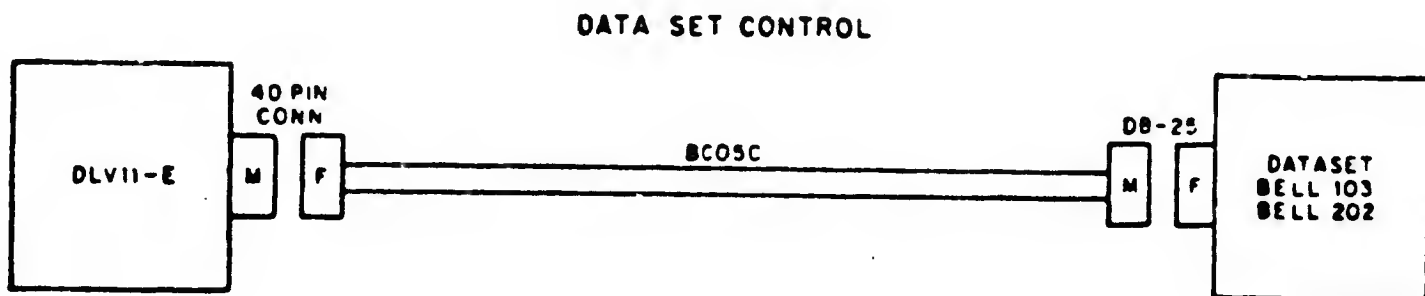 DATA SET CONTROL
40 PIN
CONN
DLV11-E
M
F
BC05C
DB-25
M
F
DATASET
BELL 103
BELL 202